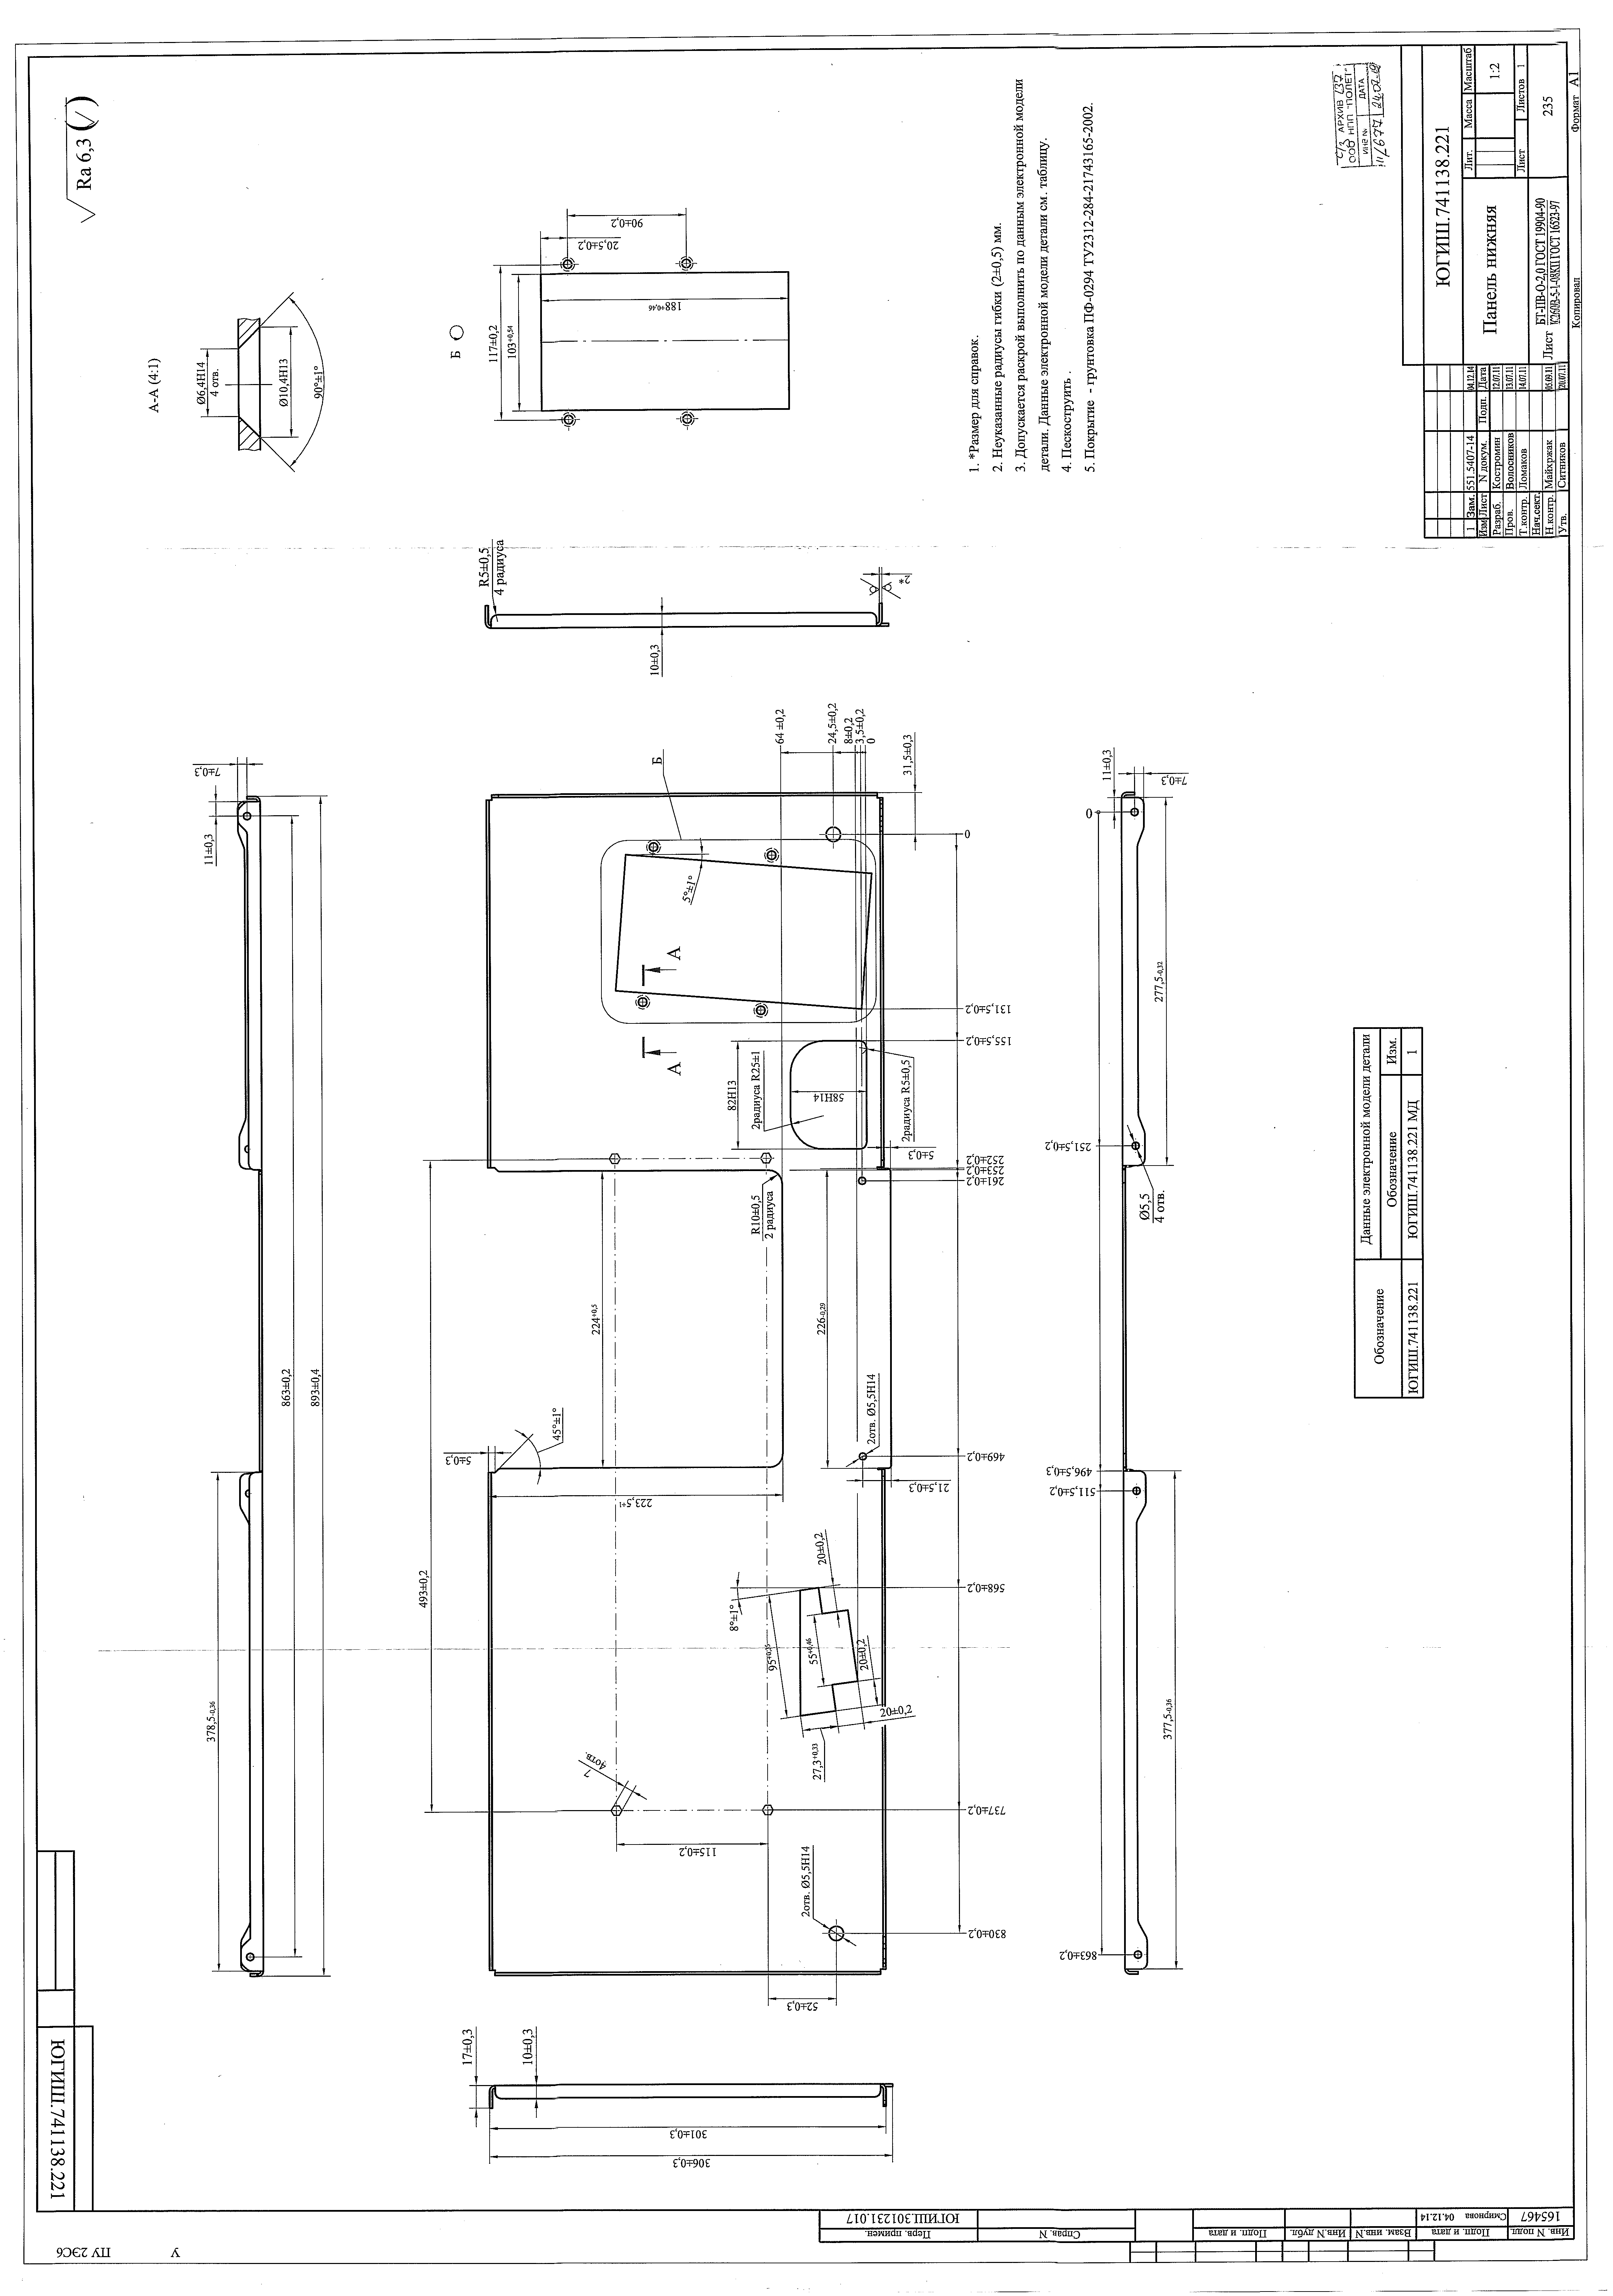 Ra 6,3 (√)
А-А (4:1)
Ø6,4H14
4 отв.
Ø10,4H13
90°±1°
Б
117±0,2
103+0,54
188+0,46
20,5±0,2
90±0,2
1. *Размер для справок.
2. Неуказанные радиусы гибки (2±0,5) мм.
3. Допускается раскрой выполнить по данным электронной модели
детали. Данные электронной модели детали см. таблицу.
4. Пескоструить .
5. Покрытие - грунтовка ПФ-0294 ТУ2312-284-21743165-2002.
R5±0,5
4 радиуса
10±0,3
2*
7±0,3
11±0,3
863±0,2
893±0,4
378,5-0,36
64 ±0,2
24,5±0,2
8±0,2
3,5±0,2
0
31,5±0,3
Б
5°±1°
А
А
0
131,5±0,2
155,5±0,2
82H13
2радиуса R25±1
58H14
2радиуса R5±0,5
5±0,3
252±0,2
253±0,2
261±0,2
R10±0,5
2 радиуса
224+0,5
226-0,29
493±0,2
45°±1°
5±0,3
2отв. Ø5,5H14
469±0,2
21,5±0,3
223,5+1
8°±1°
95+0,35
55+0,46
20±0,2
20±0,2
20±0,2
27,3+0,33
568±0,2
7
4отв.
737±0,2
115±0,2
2отв. Ø5,5H14
830±0,2
52±0,3
17±0,3
10±0,3
301±0,3
306±0,3
0
11±0,3
7±0,3
277,5-0,32
251,5±0,2
Ø5,5
4 отв.
496,5±0,3
511,5±0,2
377,5-0,36
863±0,2
Обозначение
Данные электронной модели детали
Обозначение
Изм.
ЮГИШ.741138.221
ЮГИШ.741138.221 МД
1
С/З АРХИВ 137
ООО НПП "ПОЛЕТ"
ИНВ № ДАТА
11/677 24.07.19
ЮГИШ.741138.221
Панель нижняя
Лит.
Масса
Масштаб
1:2
Лист
Листов 1
Лист БТ-ПВ-О-2,0 ГОСТ 19904-90
К260В-5-1-08КП ГОСТ 16523-97
235
1 Зам. 551.5407-14 04.12.14
Изм Лист N докум. Подп. Дата
Разраб. Костромин 12.07.11
Пров. Волосников 13.07.11
Т.контр. Ломаков 14.07.11
Нач.сект.
Н.контр. Майхржак 05.09.11
Утв. Ситников 20.07.11
Копировал
Формат А1
ЮГИШ.741138.221
Перв. примен.
ЮГИШ.301231.017
Справ. N
Подп. и дата
Инв.N дубл.
Взам. инв.N
Подп. и дата
Смирнова 04.12.14
Инв. N подл.
165467
У
ПУ 2ЭС6